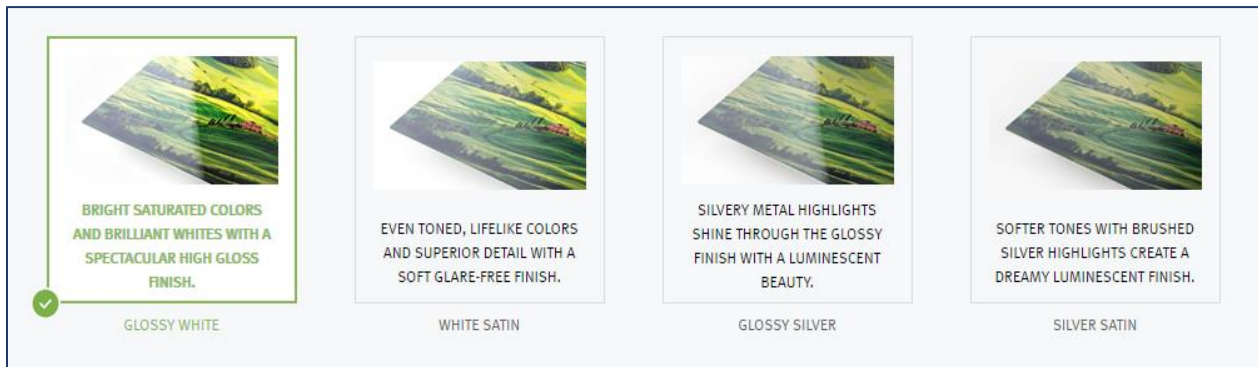 BRIGHT SATURATED COLORS
AND BRILLIANT WHITES WITH A
SPECTACULAR HIGH GLOSS
FINISH.
GLOSSY WHITE
EVEN TONED, LIFELIKE COLORS
AND SUPERIOR DETAIL WITH A
SOFT GLARE-FREE FINISH.
WHITE SATIN
SILVERY METAL HIGHLIGHTS
SHINE THROUGH THE GLOSSY
FINISH WITH A LUMINESCENT
BEAUTY.
GLOSSY SILVER
SOFTER TONES WITH BRUSHED
SILVER HIGHLIGHTS CREATE A
DREAMY LUMINESCENT FINISH.
SILVER SATIN